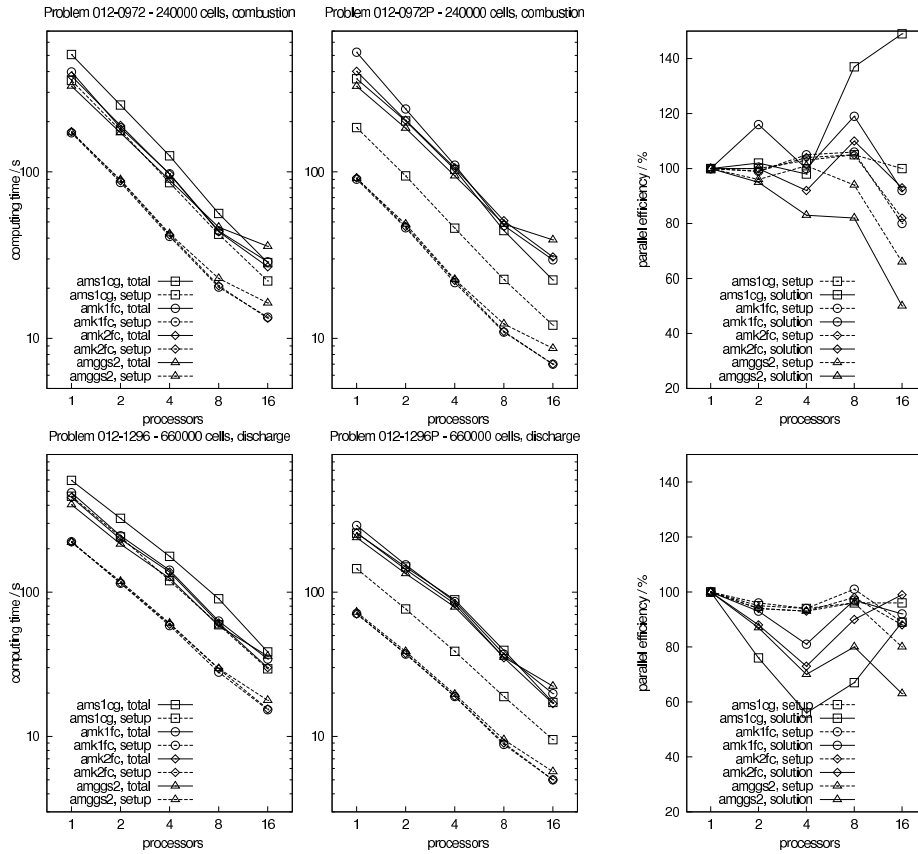 Problem 012-0972 - 240000 cells, combustion
computing time / s
100
10
ams1cg, total
ams1cg, setup
amk1fc, total
amk1fc, setup
amk2fc, total
amk2fc, setup
amggs2, total
amggs2, setup
1 2 4 8 16
processors
Problem 012-0972P - 240000 cells, combustion
100
10
1 2 4 8 16
processors
parallel efficiency / %
140
120
100
80
60
40
20
ams1cg, setup
ams1cg, solution
amk1fc, setup
amk1fc, solution
amk2fc, setup
amk2fc, solution
amggs2, setup
amggs2, solution
1 2 4 8 16
processors
Problem 012-1296 - 660000 cells, discharge
computing time / s
100
10
ams1cg, total
ams1cg, setup
amk1fc, total
amk1fc, setup
amk2fc, total
amk2fc, setup
amggs2, total
amggs2, setup
1 2 4 8 16
processors
Problem 012-1296P - 660000 cells, discharge
100
10
1 2 4 8 16
processors
parallel efficiency / %
140
120
100
80
60
40
20
ams1cg, setup
ams1cg, solution
amk1fc, setup
amk1fc, solution
amk2fc, setup
amk2fc, solution
amggs2, setup
amggs2, solution
1 2 4 8 16
processors